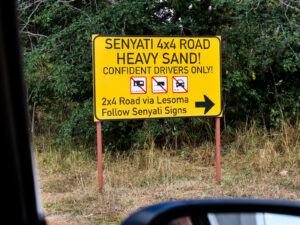 SENYATI 4x4 ROAD
HEAVY SAND!
CONFIDENT DRIVERS ONLY!
2x4 Road via Lesoma
Follow Senyati Signs